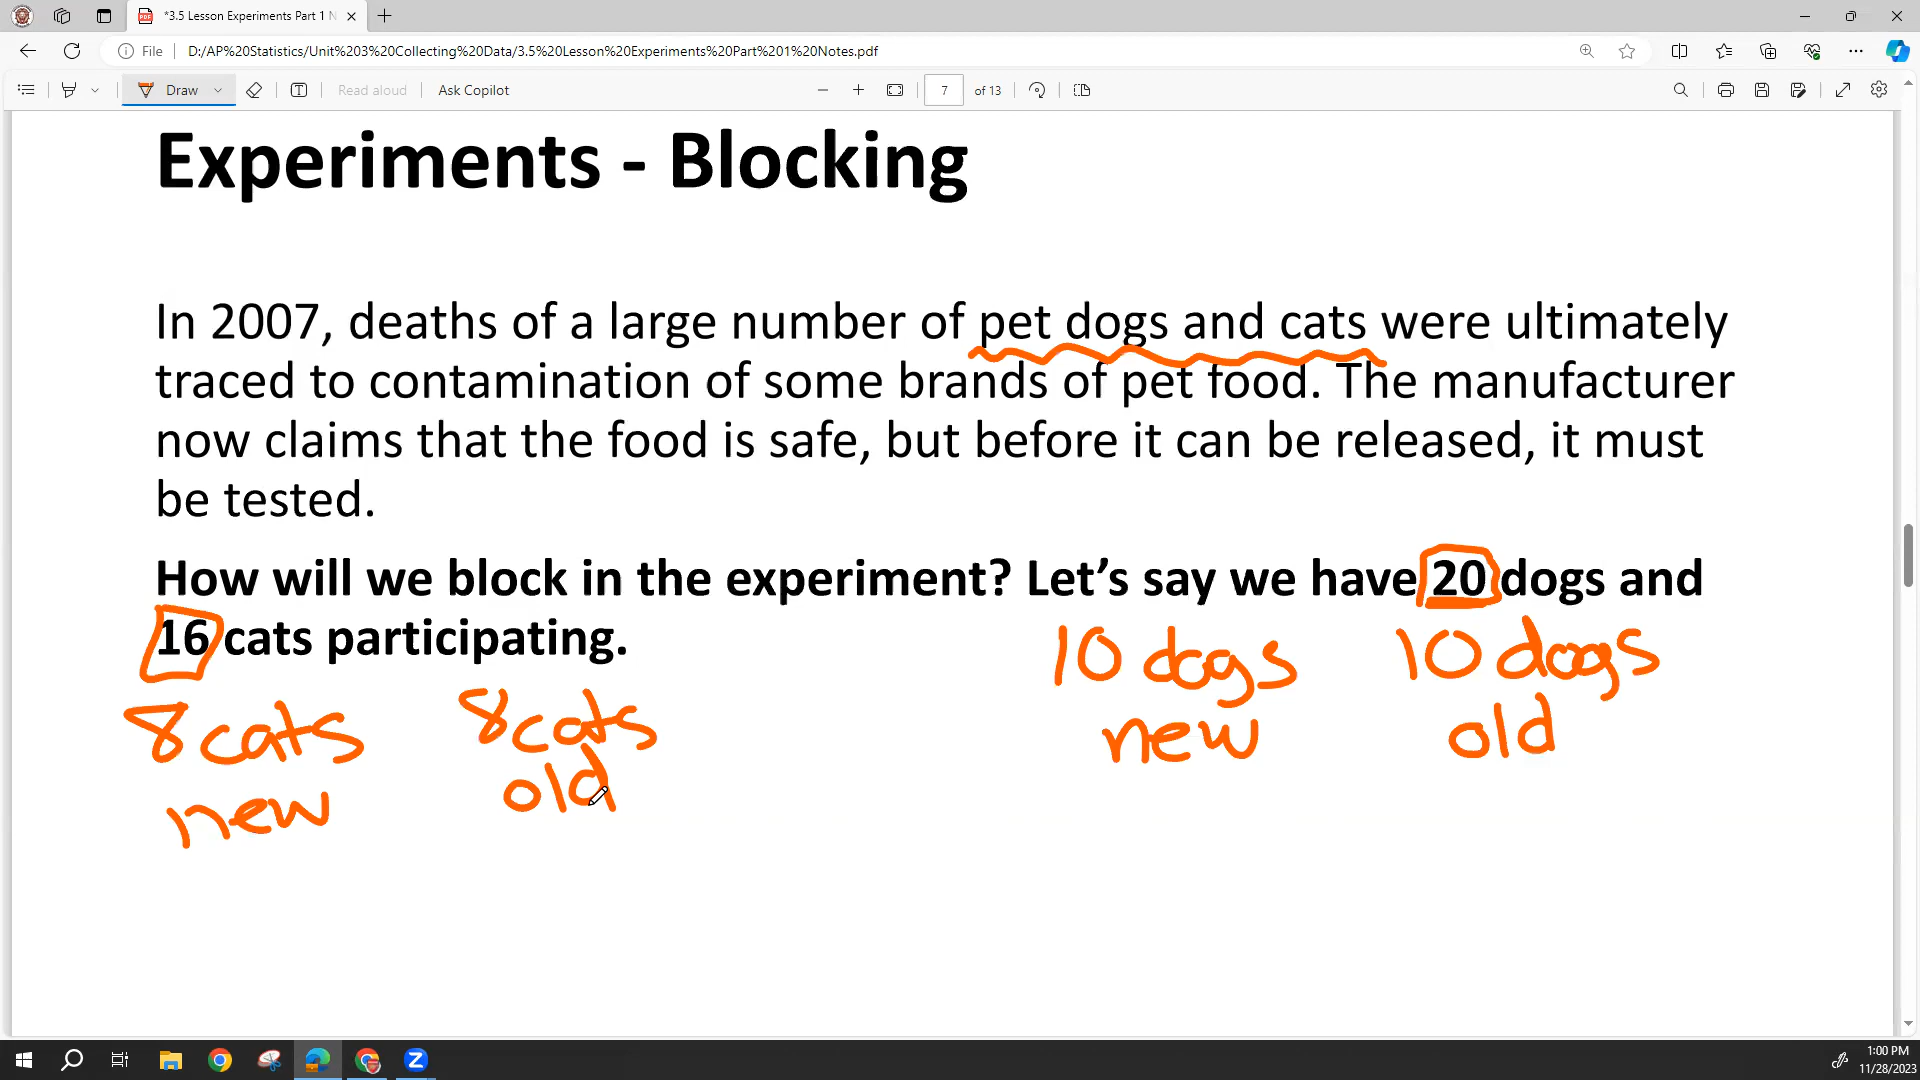 *3.5 Lesson Experiments Part 1 N
File D:/AP%20Statistics/Unit%203%20Collecting%20Data/3.5%20Lesson%20Experiments%20Part%201%20Notes.pdf
Draw Read aloud Ask Copilot 7 of 13
Experiments - Blocking
In 2007, deaths of a large number of pet dogs and cats were ultimately
traced to contamination of some brands of pet food. The manufacturer
now claims that the food is safe, but before it can be released, it must
be tested.
How will we block in the experiment? Let’s say we have 20 dogs and
16 cats participating.
10 dogs 10 dogs
new old
8 cats 8 cats
new old
1:00 PM
11/28/2023